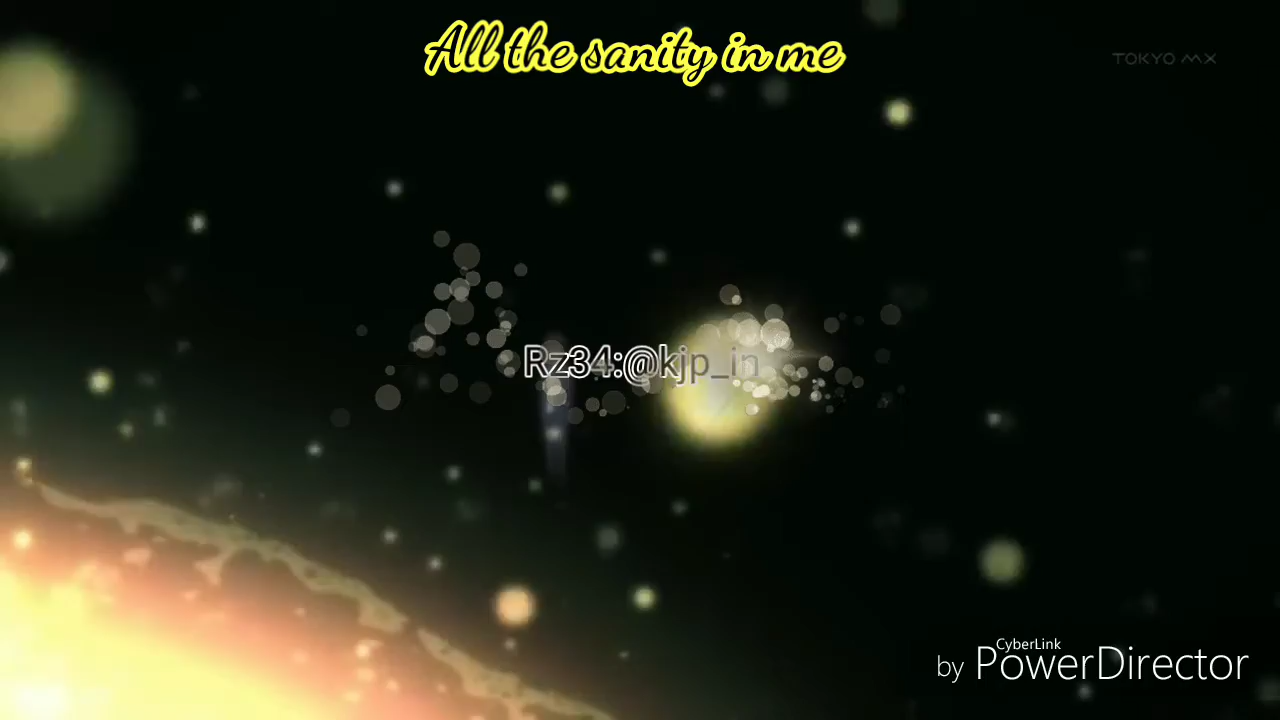 All the sanity in me
TOKYO MX
Rz34:@kjp_in
CyberLink
by PowerDirector